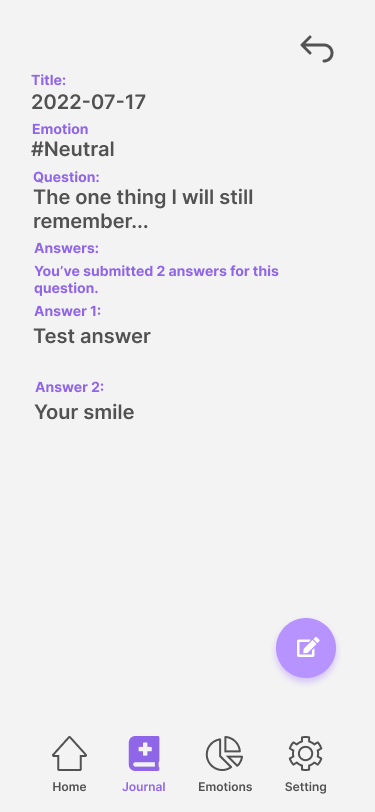 Title:
2022-07-17
Emotion
#Neutral
Question:
The one thing I will still
remember...
Answers:
You’ve submitted 2 answers for this
question.
Answer 1:
Test answer
Answer 2:
Your smile
Home
Journal
Emotions
Setting